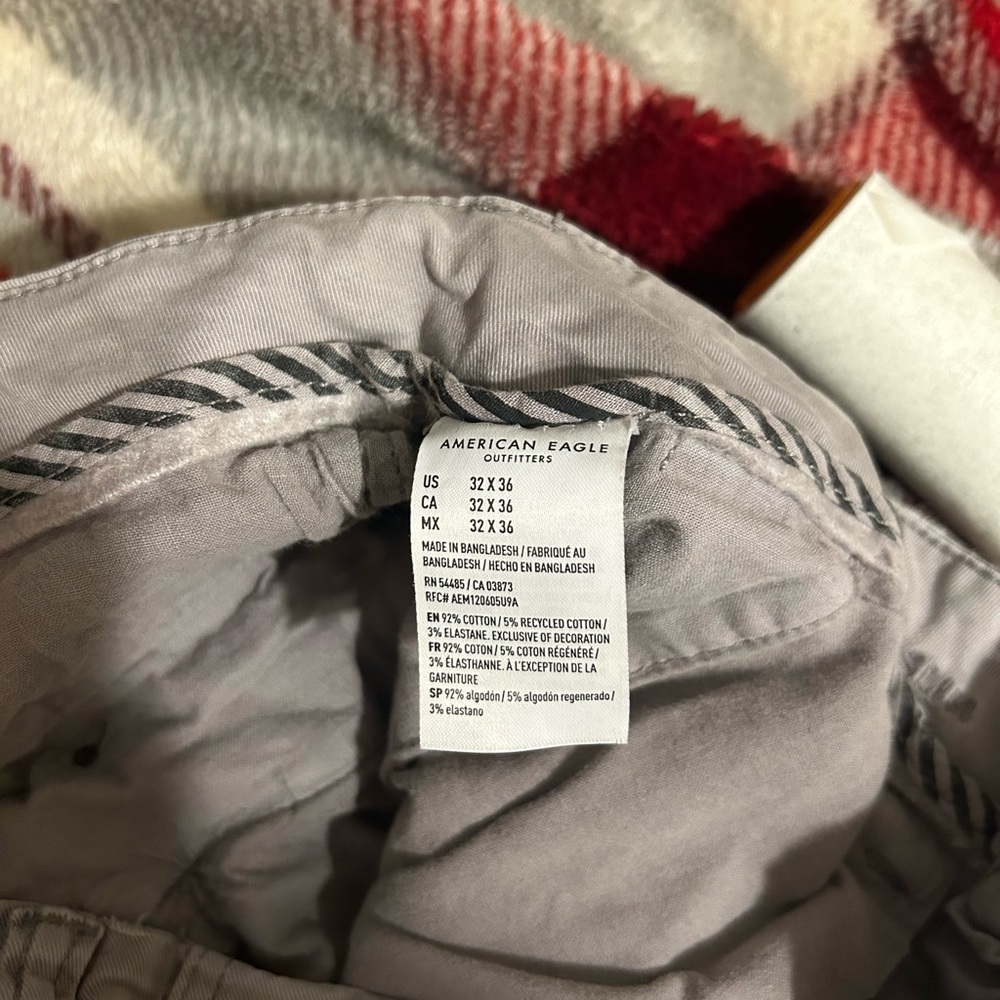 AMERICAN EAGLE
OUTFITTERS
US 32 X 36
CA 32 X 36
MX 32 X 36
MADE IN BANGLADESH / FABRIQUÉ AU
BANGLADESH / HECHO EN BANGLADESH
RN 54485 / CA 03873
RFC# AEM120605U9A
EN 92% COTTON / 5% RECYCLED COTTON /
3% ELASTANE. EXCLUSIVE OF DECORATION
FR 92% COTON / 5% COTON RÉGÉNÉRÉ /
3% ÉLASTHANNE. À L'EXCEPTION DE LA
GARNITURE
SP 92% algodón / 5% algodón regenerado /
3% elastano